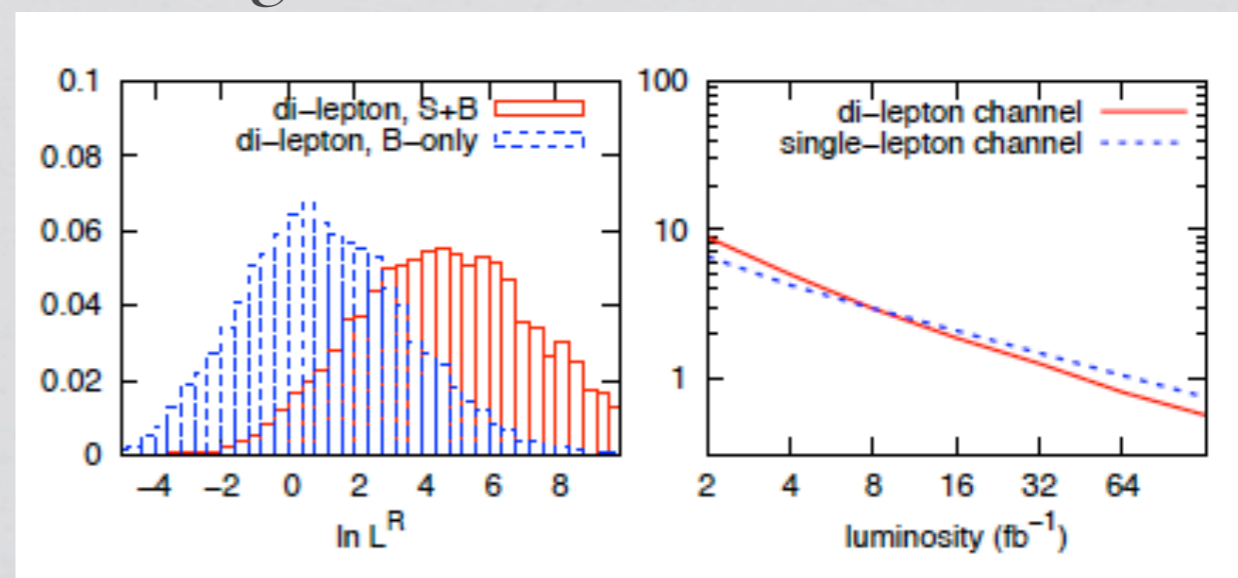 0.1
0.08
0.06
0.04
0.02
0
di–lepton, S+B
di–lepton, B–only
–4 –2 0 2 4 6 8
ln L^R
100
10
1
di–lepton channel
single–lepton channel
2 4 8 16 32 64
luminosity (fb⁻¹)